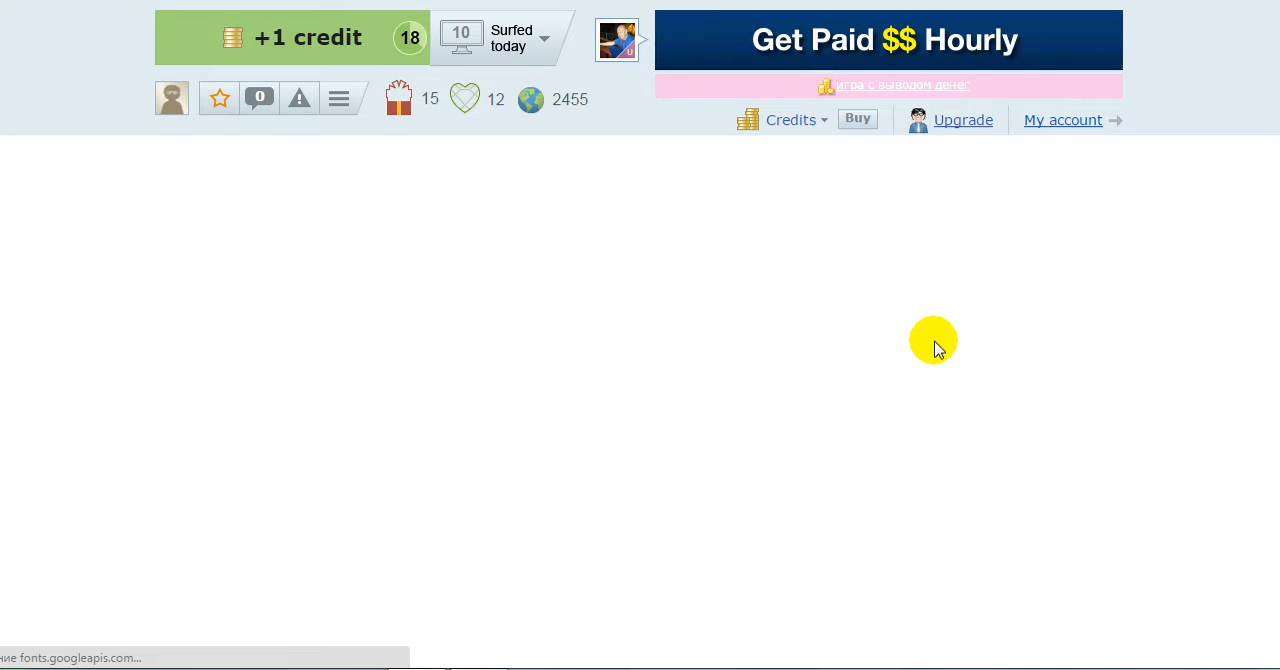 +1 credit
18
10
Surfed
today
U
Get Paid $$ Hourly
игра с выводом денег
0
15
12
2455
Credits
Buy
Upgrade
My account
ние fonts.googleapis.com...